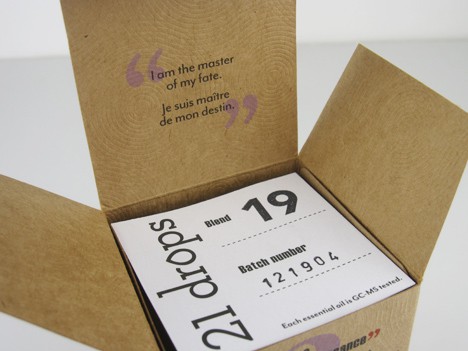 “I am the master
of my fate.
Je suis maître
de mon destin.”
21 drops
Blend 19
Batch number
121904
Each essential oil is GC-MS tested.